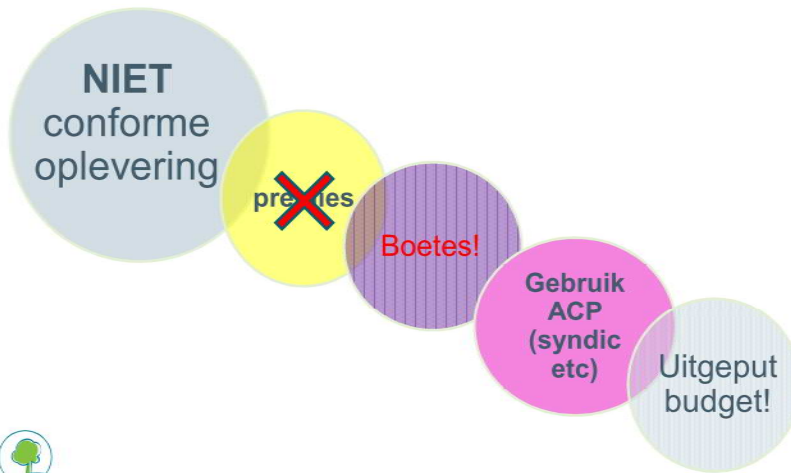 NIET
conforme
oplevering
Boetes!
Gebruik
ACP
(syndic
etc)
Uitgeput
budget!